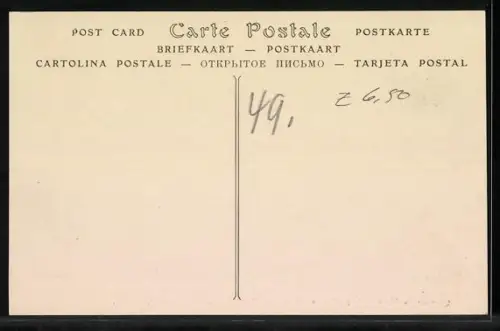 POST CARD Carte Postale POSTKARTE
BRIEFKAART — POSTKAART
CARTOLINA POSTALE — ОТКРЫТОЕ ПИСЬМО — TARJETA POSTAL
49,
Z 6,50